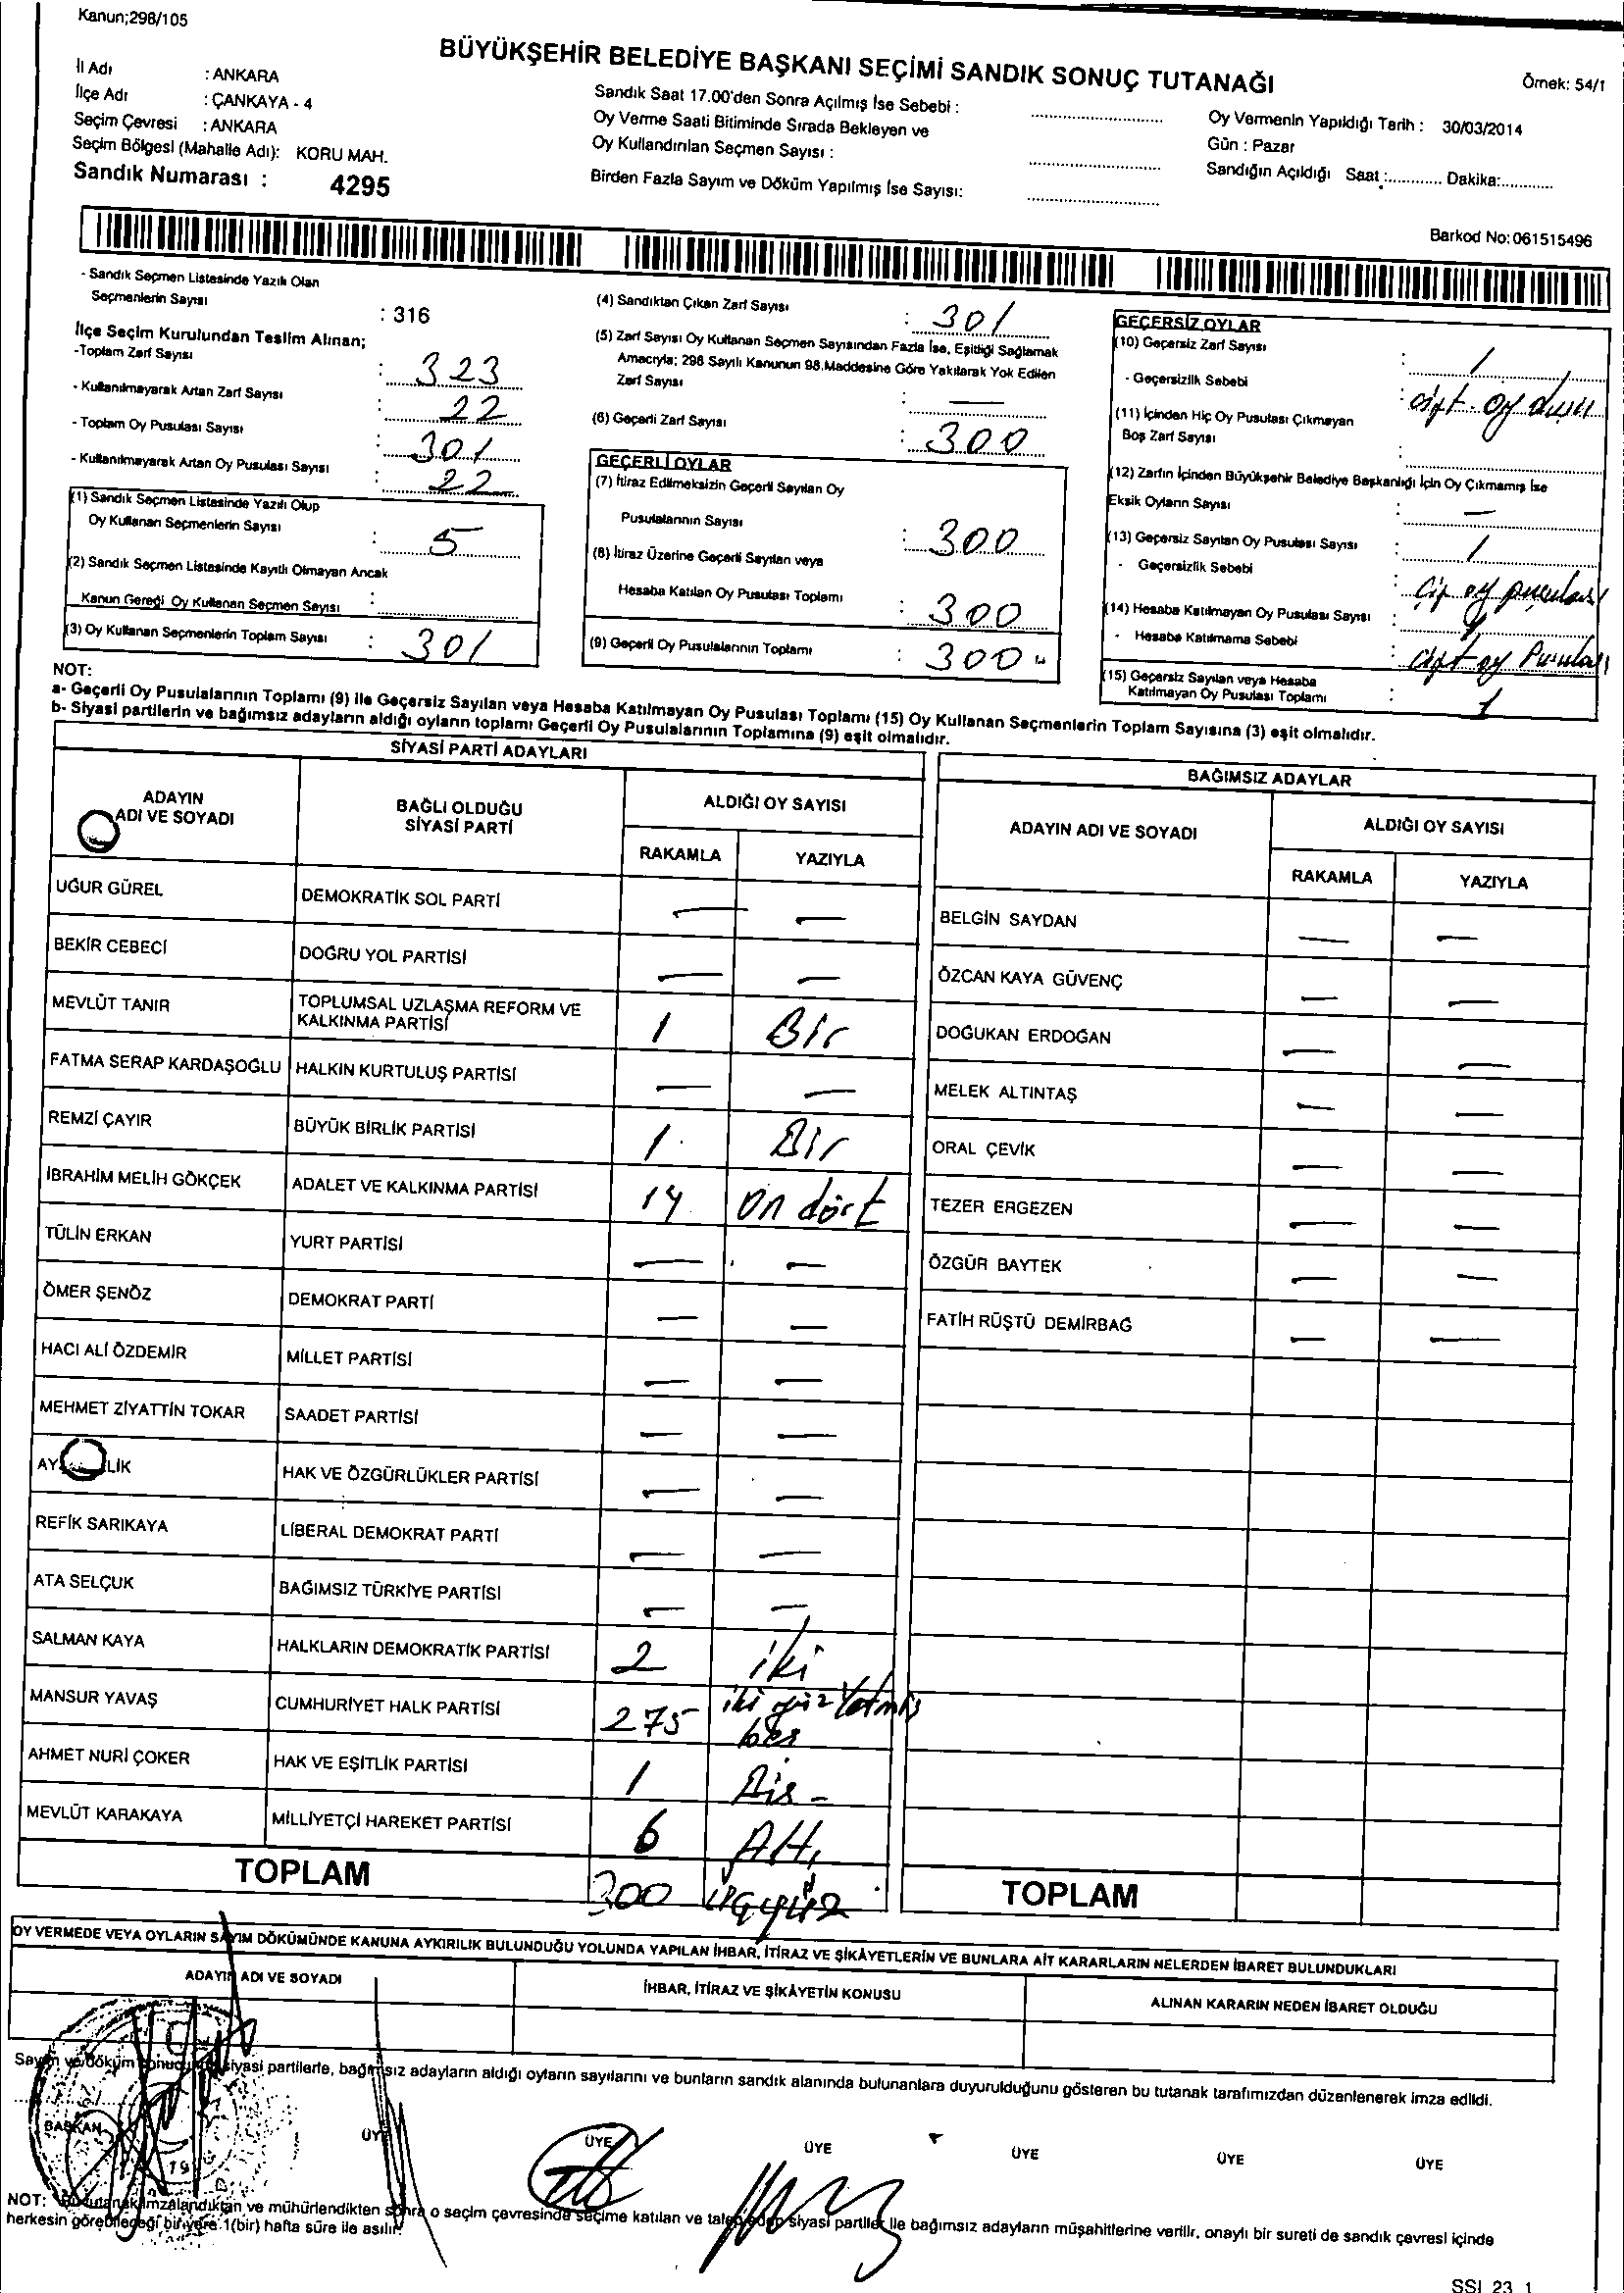 Kanun;298/105
BÜYÜKŞEHİR BELEDİYE BAŞKANI SEÇİMİ SANDIK SONUÇ TUTANAĞI
Örnek: 54/1
İl Adı : ANKARA
İlçe Adı : ÇANKAYA - 4
Seçim Çevresi : ANKARA
Seçim Bölgesi (Mahalle Adı): KORU MAH.
Sandık Numarası : 4295
Sandık Saat 17.00'den Sonra Açılmış İse Sebebi :
Oy Verme Saati Bitiminde Sırada Bekleyen ve
Oy Kullandırılan Seçmen Sayısı :
Birden Fazla Sayım ve Döküm Yapılmış İse Sayısı:
Oy Vermenin Yapıldığı Tarih : 30/03/2014
Gün : Pazar
Sandığın Açıldığı Saat :............ Dakika:............
Barkod No:061515496
- Sandık Seçmen Listesinde Yazılı Olan
Seçmenlerin Sayısı : 316
İlçe Seçim Kurulundan Teslim Alınan;
-Toplam Zarf Sayısı : 323
- Kullanılmayarak Artan Zarf Sayısı : 22
- Toplam Oy Pusulası Sayısı : 301
- Kullanılmayarak Artan Oy Pusulası Sayısı : 22
(1) Sandık Seçmen Listesinde Yazılı Olup
Oy Kullanan Seçmenlerin Sayısı : 5
(2) Sandık Seçmen Listesinde Kayıtlı Olmayan Ancak
Kanun Gereği Oy Kullanan Seçmen Sayısı :
(3) Oy Kullanan Seçmenlerin Toplam Sayısı : 301
(4) Sandıktan Çıkan Zarf Sayısı : 301
(5) Zarf Sayısı Oy Kullanan Seçmen Sayısından Fazla İse, Eşitliği Sağlamak
Amacıyla; 298 Sayılı Kanunun 98.Maddesine Göre Yakılarak Yok Edilen
Zarf Sayısı : —
(6) Geçerli Zarf Sayısı : 300
GEÇERLİ OYLAR
(7) İtiraz Edilmeksizin Geçerli Sayılan Oy
Pusulalarının Sayısı : 300
(8) İtiraz Üzerine Geçerli Sayılan veya
Hesaba Katılan Oy Pusulası Toplamı : 300
(9) Geçerli Oy Pusulalarının Toplamı : 300
GEÇERSİZ OYLAR
(10) Geçersiz Zarf Sayısı : 1
- Geçersizlik Sebebi : çift oy
(11) İçinden Hiç Oy Pusulası Çıkmayan
Boş Zarf Sayısı :
(12) Zarfın İçinden Büyükşehir Belediye Başkanlığı İçin Oy Çıkmamış İse
Eksik Oyların Sayısı : —
(13) Geçersiz Sayılan Oy Pusulası Sayısı : 1
- Geçersizlik Sebebi : Çift oy pusulası
(14) Hesaba Katılmayan Oy Pusulası Sayısı : 1
- Hesaba Katılmama Sebebi : çift oy Pusulası
(15) Geçersiz Sayılan veya Hesaba
Katılmayan Oy Pusulası Toplamı : 1
NOT:
a- Geçerli Oy Pusulalarının Toplamı (9) ile Geçersiz Sayılan veya Hesaba Katılmayan Oy Pusulası Toplamı (15) Oy Kullanan Seçmenlerin Toplam Sayısına (3) eşit olmalıdır.
b- Siyasi partilerin ve bağımsız adayların aldığı oyların toplamı Geçerli Oy Pusulalarının Toplamına (9) eşit olmalıdır.
SİYASİ PARTİ ADAYLARI
ADAYIN ADI VE SOYADI
BAĞLI OLDUĞU SİYASİ PARTİ
ALDIĞI OY SAYISI
RAKAMLA YAZIYLA
UĞUR GÜREL DEMOKRATİK SOL PARTİ — —
BEKİR CEBECİ DOĞRU YOL PARTİSİ — —
MEVLÜT TANIR TOPLUMSAL UZLAŞMA REFORM VE KALKINMA PARTİSİ 1 Bir
FATMA SERAP KARDAŞOĞLU HALKIN KURTULUŞ PARTİSİ — —
REMZİ ÇAYIR BÜYÜK BİRLİK PARTİSİ 1 Bir
İBRAHİM MELİH GÖKÇEK ADALET VE KALKINMA PARTİSİ 14 on dört
TÜLİN ERKAN YURT PARTİSİ — —
ÖMER ŞENÖZ DEMOKRAT PARTİ — —
HACI ALİ ÖZDEMİR MİLLET PARTİSİ — —
MEHMET ZİYATTİN TOKAR SAADET PARTİSİ — —
HAK VE ÖZGÜRLÜKLER PARTİSİ — —
REFİK SARIKAYA LİBERAL DEMOKRAT PARTİ — —
ATA SELÇUK BAĞIMSIZ TÜRKİYE PARTİSİ — —
SALMAN KAYA HALKLARIN DEMOKRATİK PARTİSİ 2 iki
MANSUR YAVAŞ CUMHURİYET HALK PARTİSİ 275 iki yüz Yetmiş beş
AHMET NURİ ÇOKER HAK VE EŞİTLİK PARTİSİ 1 Bir -
MEVLÜT KARAKAYA MİLLİYETÇİ HAREKET PARTİSİ 6 Altı
TOPLAM 300 üçyüz
BAĞIMSIZ ADAYLAR
ADAYIN ADI VE SOYADI
ALDIĞI OY SAYISI
RAKAMLA YAZIYLA
BELGİN SAYDAN — —
ÖZCAN KAYA GÜVENÇ — —
DOĞUKAN ERDOĞAN — —
MELEK ALTINTAŞ — —
ORAL ÇEVİK — —
TEZER ERGEZEN — —
ÖZGÜR BAYTEK — —
FATİH RÜŞTÜ DEMİRBAĞ — —
TOPLAM
OY VERMEDE VEYA OYLARIN SAYIM DÖKÜMÜNDE KANUNA AYKIRILIK BULUNDUĞU YOLUNDA YAPILAN İHBAR, İTİRAZ VE ŞİKÂYETLERİN VE BUNLARA AİT KARARLARIN NELERDEN İBARET BULUNDUKLARI
ADAYIN ADI VE SOYADI
İHBAR, İTİRAZ VE ŞİKÂYETİN KONUSU
ALINAN KARARIN NEDEN İBARET OLDUĞU
Sayım ve döküm siyasi partilerle, bağımsız adayların aldığı oyların sayılarını ve bunların sandık alanında bulunanlara duyurulduğunu gösteren bu tutanak tarafımızdan düzenlenerek imza edildi.
BAŞKAN ÜYE ÜYE ÜYE ÜYE ÜYE ÜYE
NOT: Bu tutanak imzalandıktan ve mühürlendikten sonra o seçim çevresinde seçime katılan ve talep eden siyasi partiler ile bağımsız adayların müşahitlerine verilir, onaylı bir sureti de sandık çevresi içinde
herkesin görebileceği bir yere 1(bir) hafta süre ile asılır.
SSI_23_1